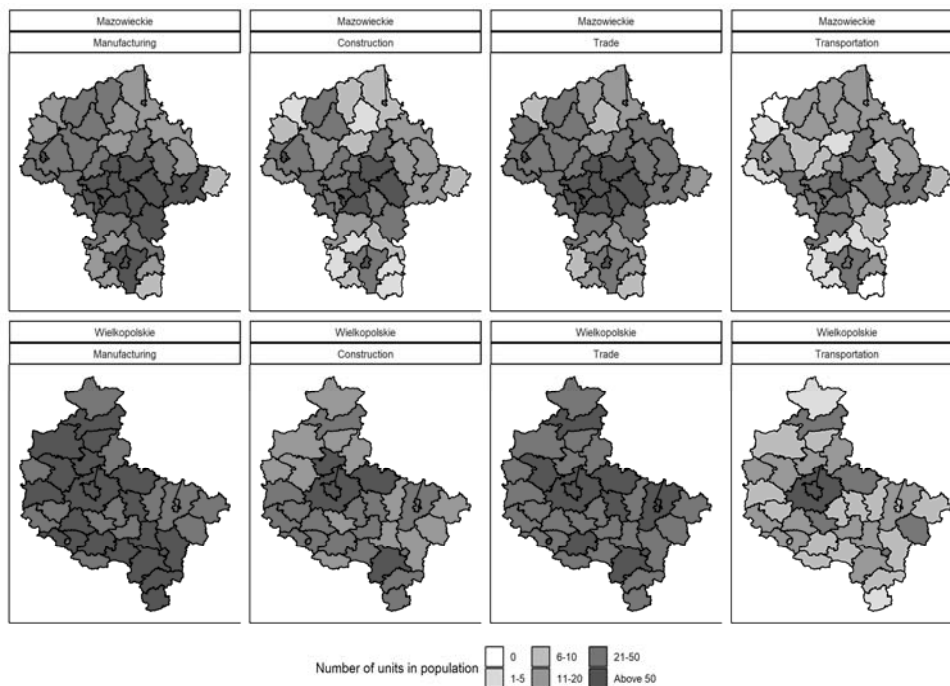 Mazowieckie Mazowieckie Mazowieckie Mazowieckie
Manufacturing Construction Trade Transportation
Wielkopolskie Wielkopolskie Wielkopolskie Wielkopolskie
Manufacturing Construction Trade Transportation
Number of units in population
0 6-10 21-50
1-5 11-20 Above 50